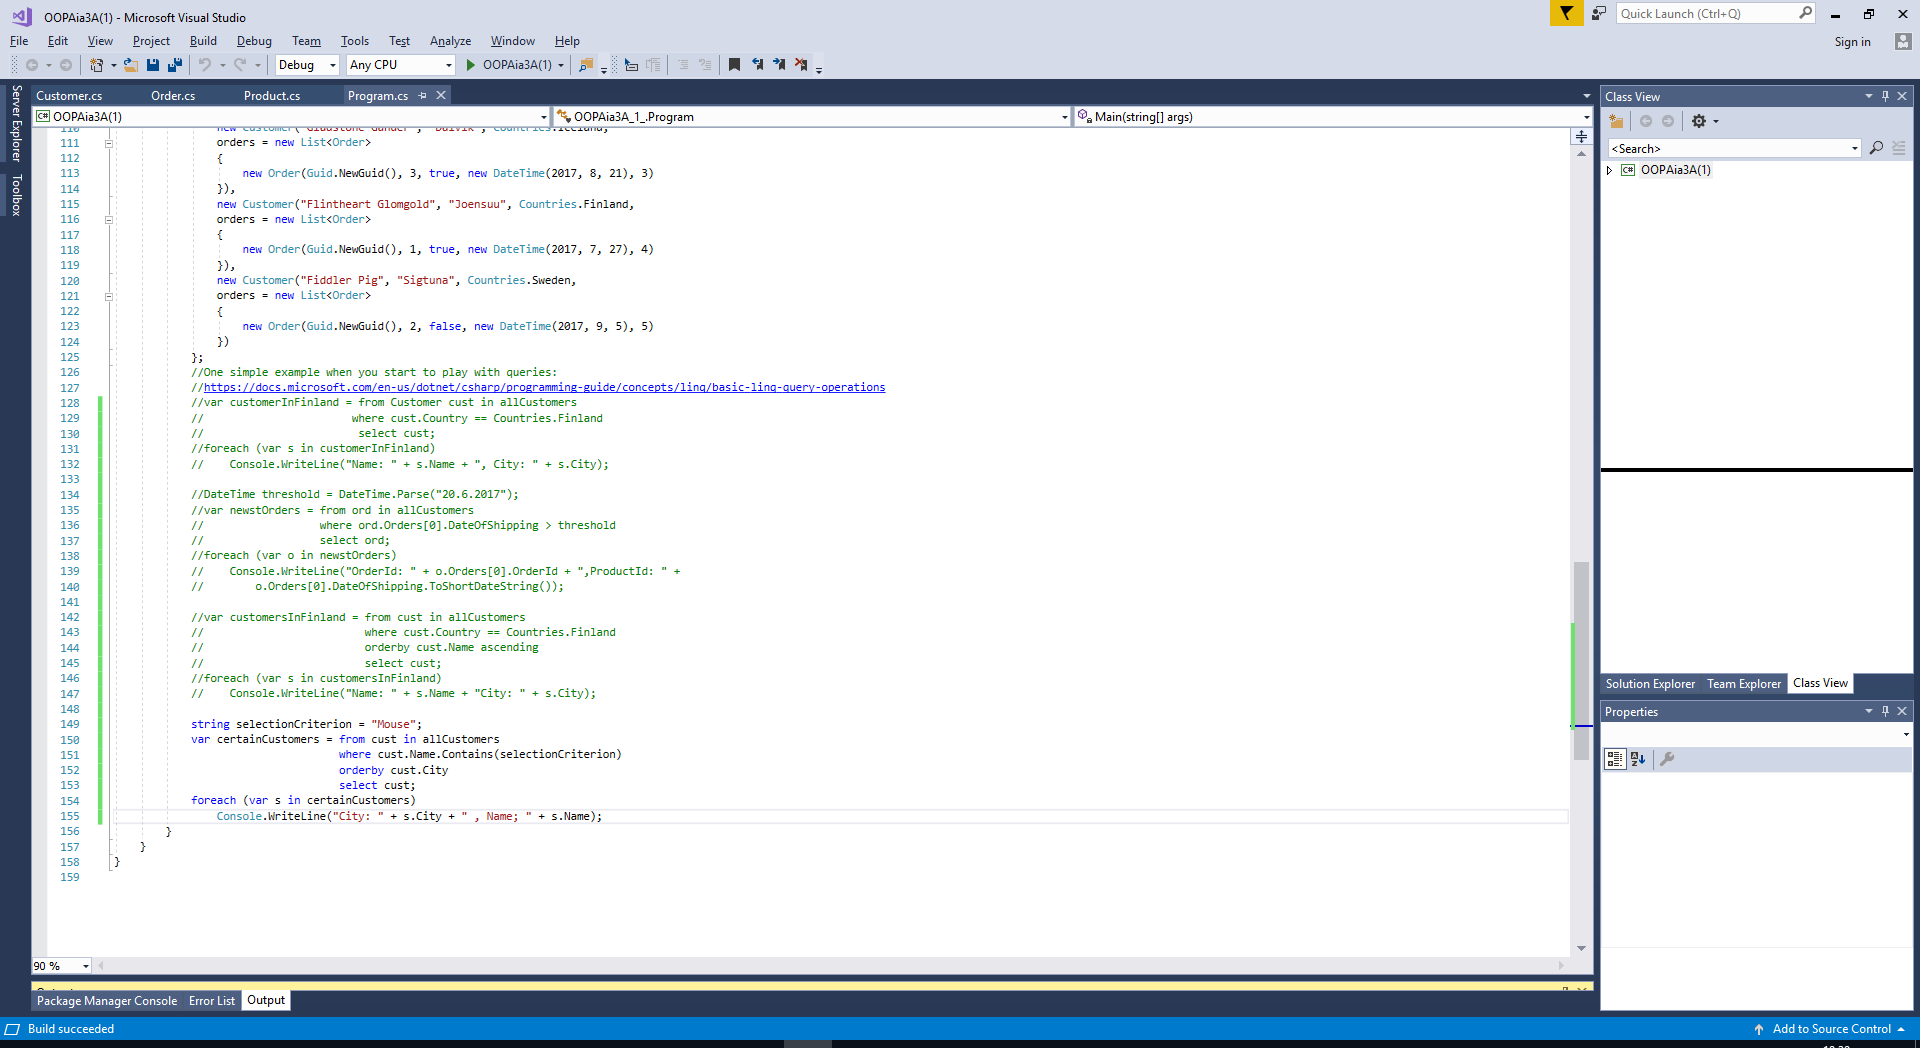 OOPAia3A(1) - Microsoft Visual Studio
Quick Launch (Ctrl+Q)
File Edit View Project Build Debug Team Tools Test Analyze Window Help
Sign in
Debug Any CPU OOPAia3A(1)
Server Explorer
Toolbox
Customer.cs Order.cs Product.cs Program.cs
OOPAia3A(1) OOPAia3A_1_.Program Main(string[] args)
110 new Customer("Gladstone Gander", "Dalvik", Countries.Iceland,
111 orders = new List<Order>
112 {
113 new Order(Guid.NewGuid(), 3, true, new DateTime(2017, 8, 21), 3)
114 }),
115 new Customer("Flintheart Glomgold", "Joensuu", Countries.Finland,
116 orders = new List<Order>
117 {
118 new Order(Guid.NewGuid(), 1, true, new DateTime(2017, 7, 27), 4)
119 }),
120 new Customer("Fiddler Pig", "Sigtuna", Countries.Sweden,
121 orders = new List<Order>
122 {
123 new Order(Guid.NewGuid(), 2, false, new DateTime(2017, 9, 5), 5)
124 })
125 };
126 //One simple example when you start to play with queries:
127 //https://docs.microsoft.com/en-us/dotnet/csharp/programming-guide/concepts/linq/basic-linq-query-operations
128 //var customerInFinland = from Customer cust in allCustomers
129 // where cust.Country == Countries.Finland
130 // select cust;
131 //foreach (var s in customerInFinland)
132 // Console.WriteLine("Name: " + s.Name + ", City: " + s.City);
133
134 //DateTime threshold = DateTime.Parse("20.6.2017");
135 //var newstOrders = from ord in allCustomers
136 // where ord.Orders[0].DateOfShipping > threshold
137 // select ord;
138 //foreach (var o in newstOrders)
139 // Console.WriteLine("OrderId: " + o.Orders[0].OrderId + ",ProductId: " +
140 // o.Orders[0].DateOfShipping.ToShortDateString());
141
142 //var customersInFinland = from cust in allCustomers
143 // where cust.Country == Countries.Finland
144 // orderby cust.Name ascending
145 // select cust;
146 //foreach (var s in customersInFinland)
147 // Console.WriteLine("Name: " + s.Name + "City: " + s.City);
148
149 string selectionCriterion = "Mouse";
150 var certainCustomers = from cust in allCustomers
151 where cust.Name.Contains(selectionCriterion)
152 orderby cust.City
153 select cust;
154 foreach (var s in certainCustomers)
155 Console.WriteLine("City: " + s.City + " , Name; " + s.Name);
156 }
157 }
158 }
159
90 %
Package Manager Console Error List Output
Class View
<Search>
OOPAia3A(1)
Solution Explorer Team Explorer Class View
Properties
Build succeeded
Add to Source Control